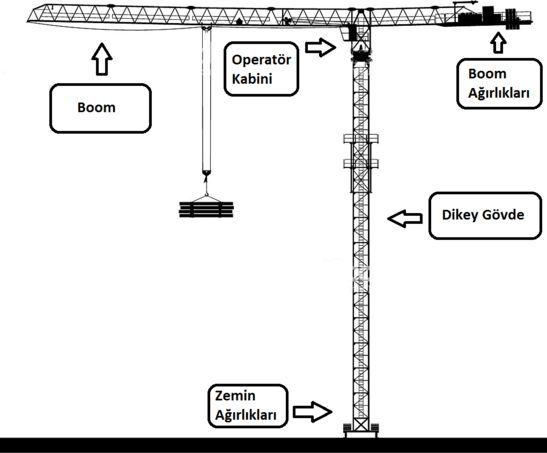 Operatör
Kabini
Boom
Ağırlıkları
Boom
Dikey Gövde
Zemin
Ağırlıkları